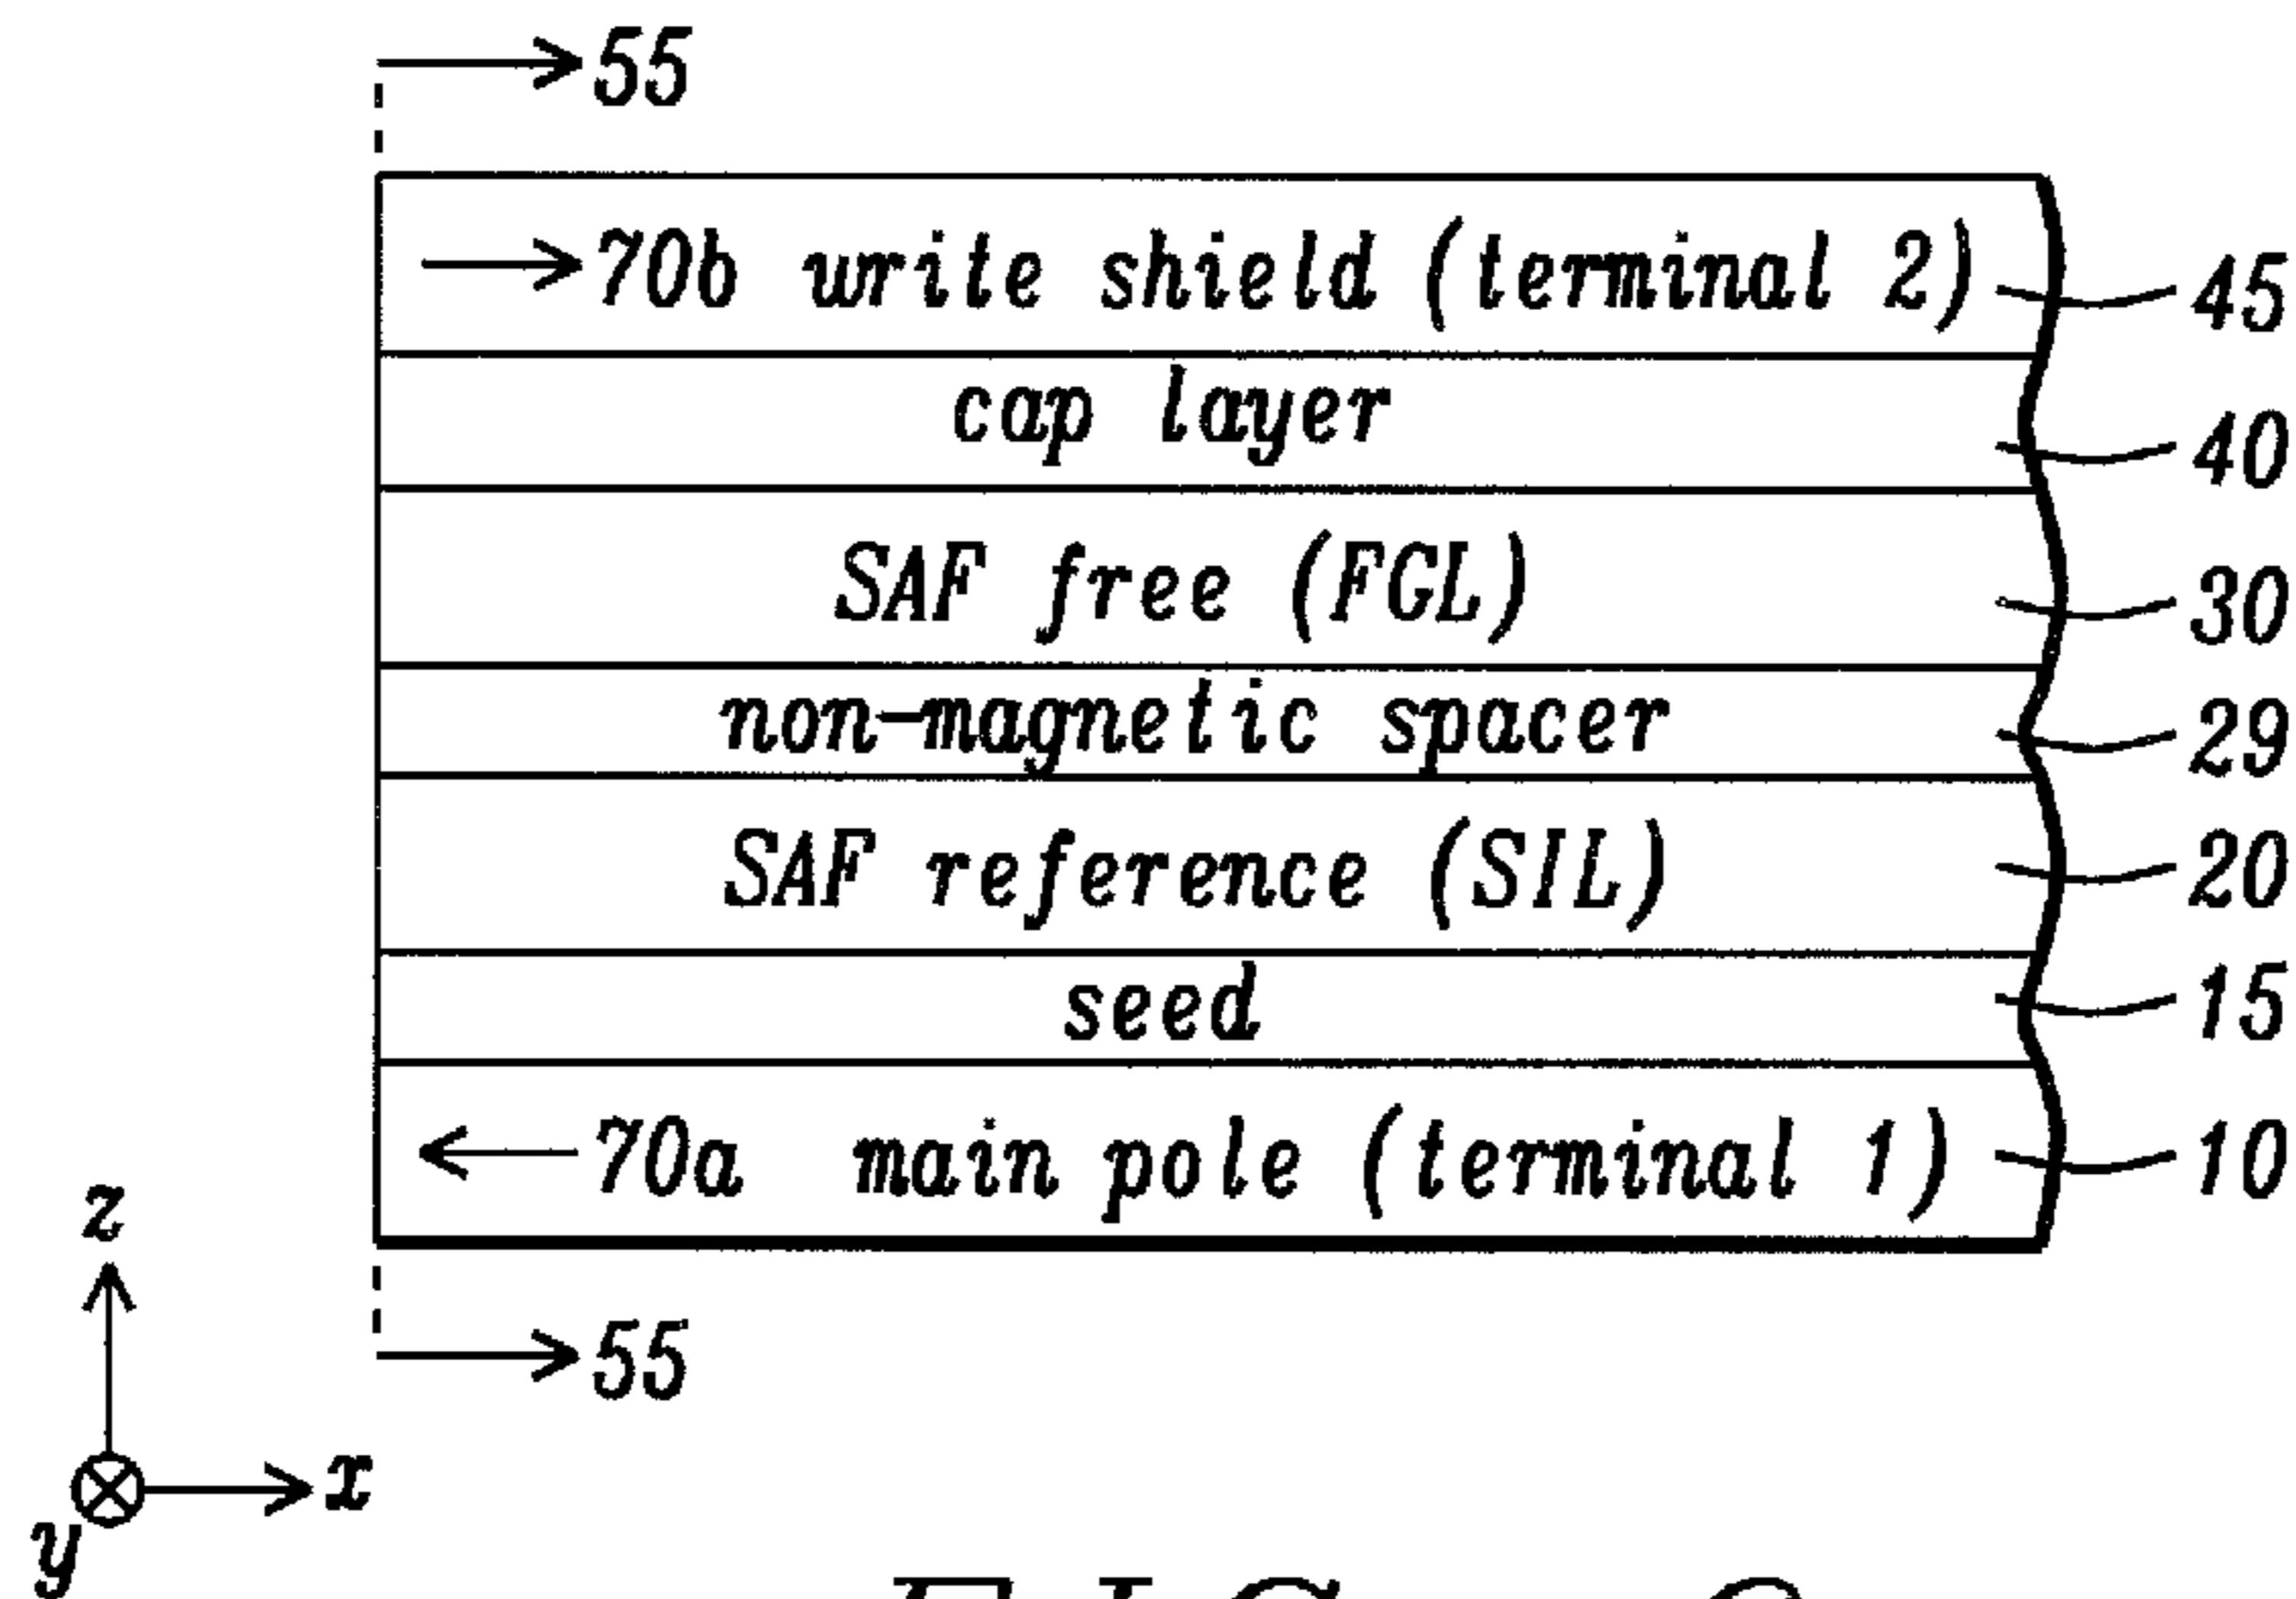 55
70b write shield (terminal 2) 45
cap layer 40
SAF free (FGL) 30
non-magnetic spacer 29
SAF reference (SIL) 20
seed 15
70a main pole (terminal 1) 10
z
55
x
y